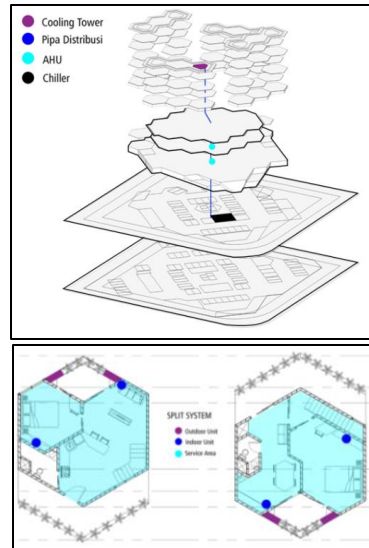 Cooling Tower
Pipa Distribusi
AHU
Chiller
SPLIT SYSTEM
Outdoor Unit
Indoor Unit
Service Area